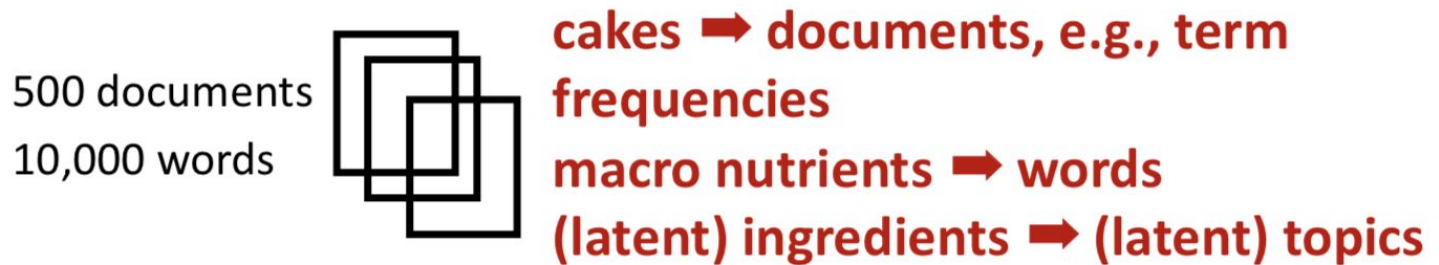 500 documents
10,000 words
cakes ➡ documents, e.g., term
frequencies
macro nutrients ➡ words
(latent) ingredients ➡ (latent) topics